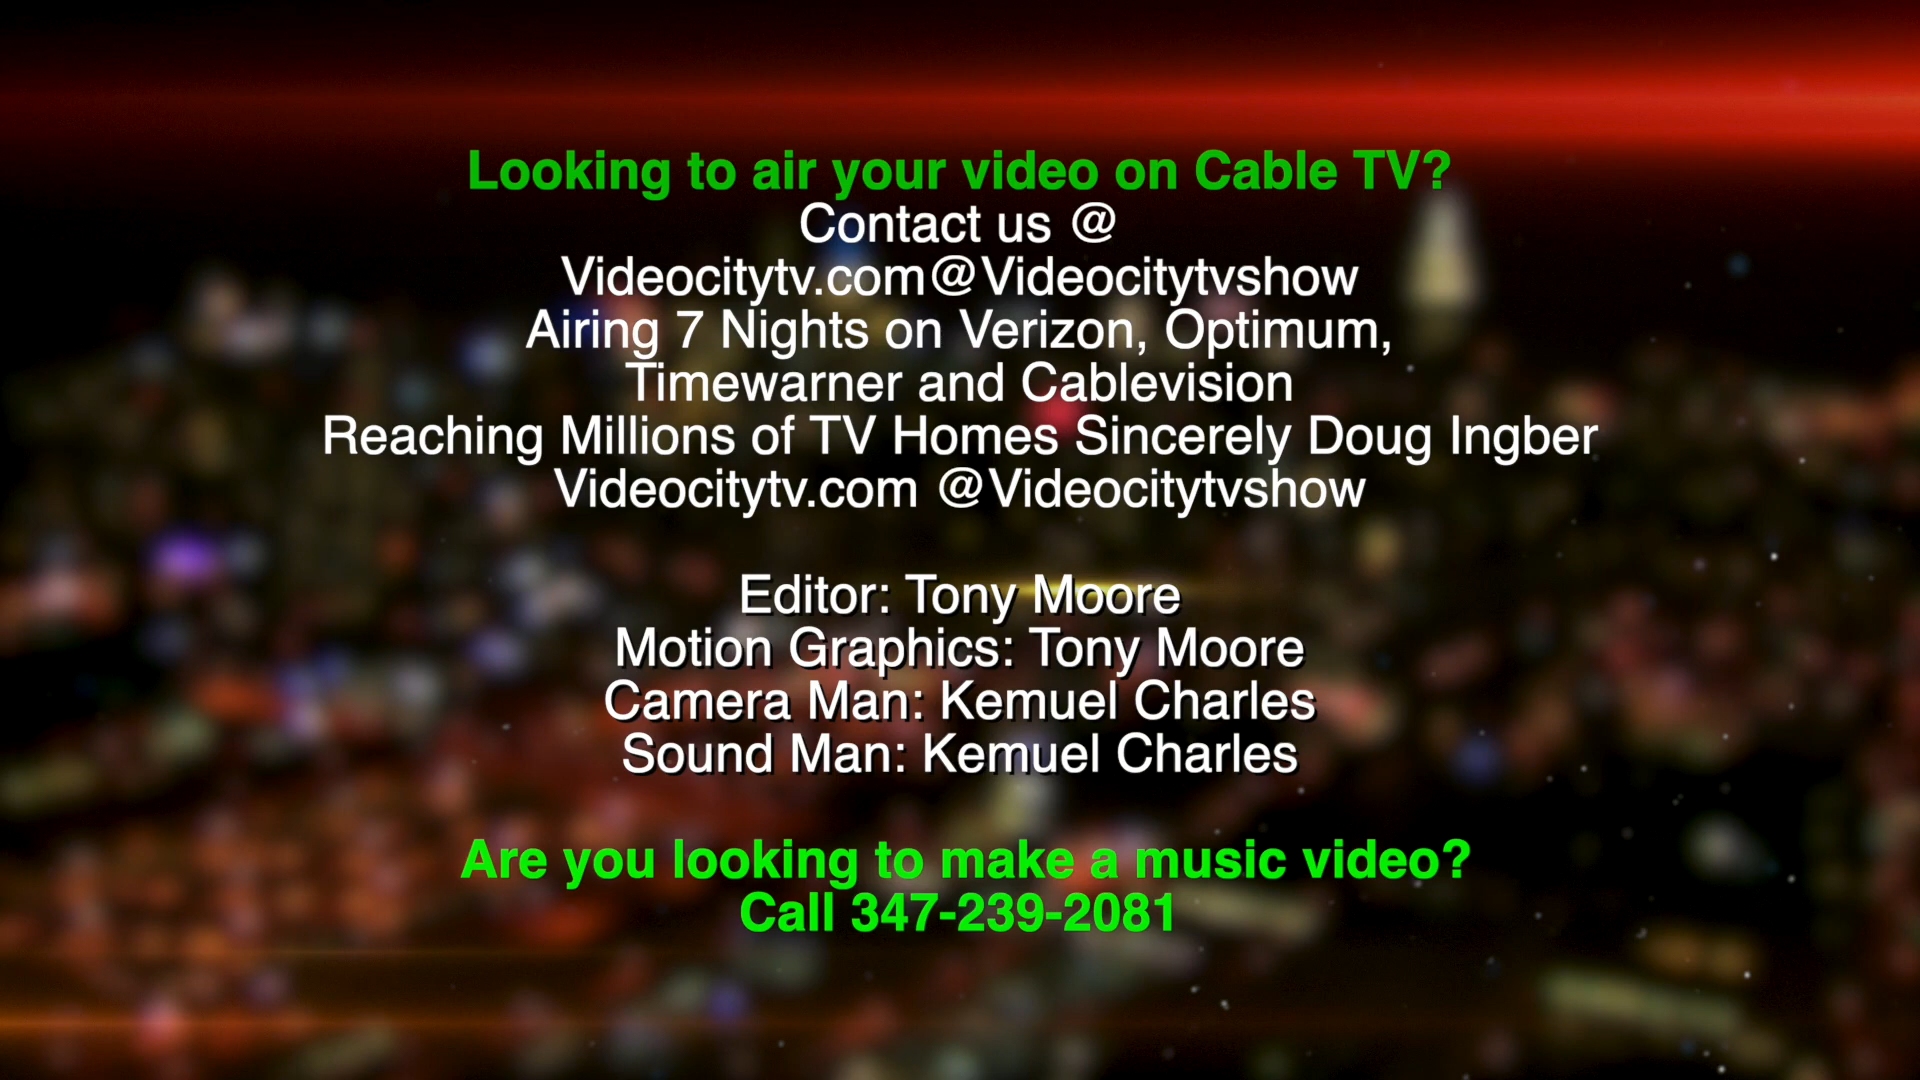 Looking to air your video on Cable TV?
Contact us @
Videocitytv.com@Videocitytvshow
Airing 7 Nights on Verizon, Optimum,
Timewarner and Cablevision
Reaching Millions of TV Homes Sincerely Doug Ingber
Videocitytv.com @Videocitytvshow
Editor: Tony Moore
Motion Graphics: Tony Moore
Camera Man: Kemuel Charles
Sound Man: Kemuel Charles
Are you looking to make a music video?
Call 347-239-2081